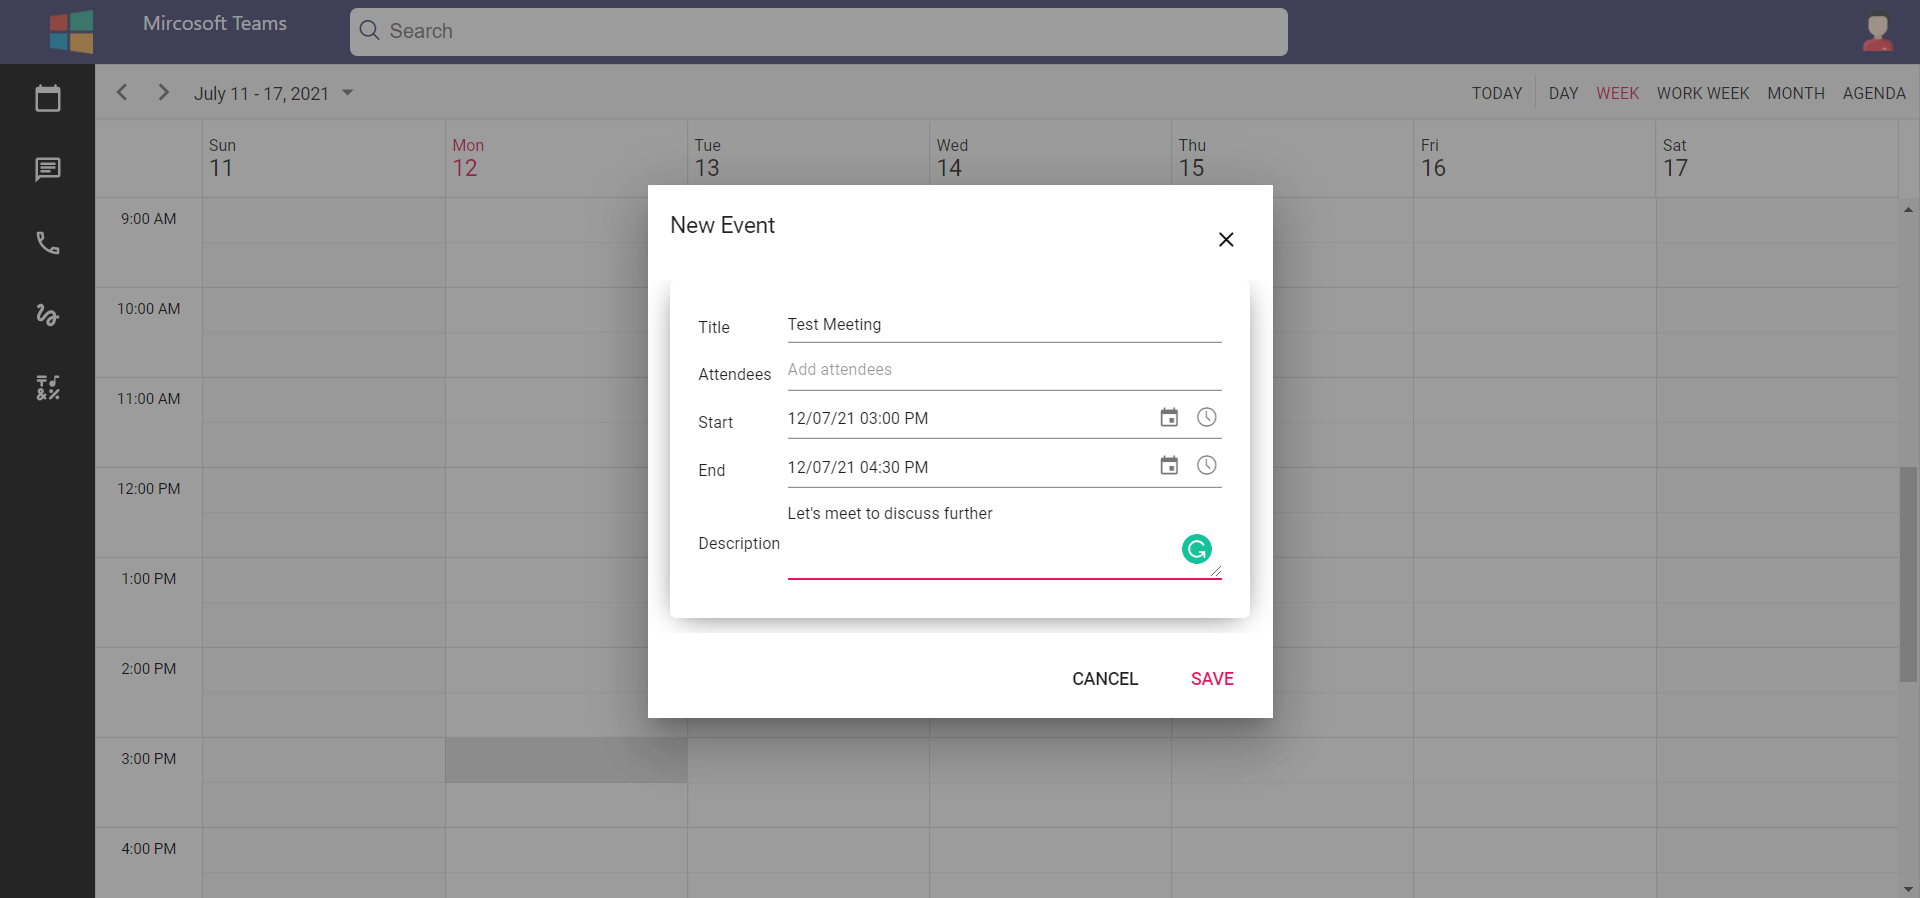 Mircosoft Teams
Search
July 11 - 17, 2021
TODAY DAY WEEK WORK WEEK MONTH AGENDA
Sun Mon Tue Wed Thu Fri Sat
11 12 13 14 15 16 17
9:00 AM
10:00 AM
11:00 AM
12:00 PM
1:00 PM
2:00 PM
3:00 PM
4:00 PM
New Event
Title Test Meeting
Attendees Add attendees
Start 12/07/21 03:00 PM
End 12/07/21 04:30 PM
Let's meet to discuss further
Description
CANCEL SAVE